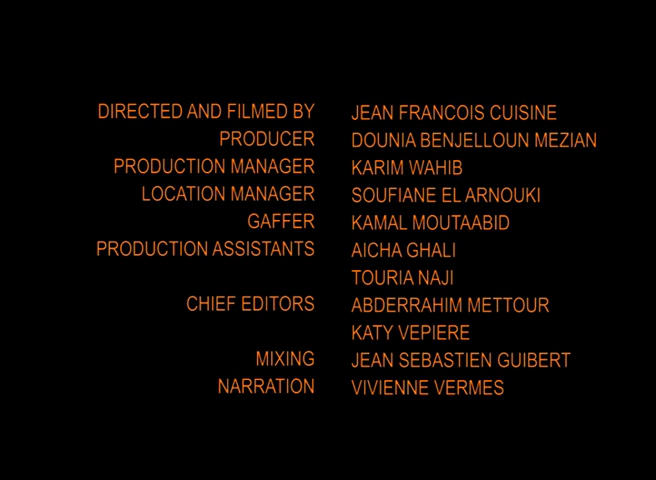 DIRECTED AND FILMED BY JEAN FRANCOIS CUISINE
PRODUCER DOUNIA BENJELLOUN MEZIAN
PRODUCTION MANAGER KARIM WAHIB
LOCATION MANAGER SOUFIANE EL ARNOUKI
GAFFER KAMAL MOUTAABID
PRODUCTION ASSISTANTS AICHA GHALI
TOURIA NAJI
CHIEF EDITORS ABDERRAHIM METTOUR
KATY VEPIERE
MIXING JEAN SEBASTIEN GUIBERT
NARRATION VIVIENNE VERMES